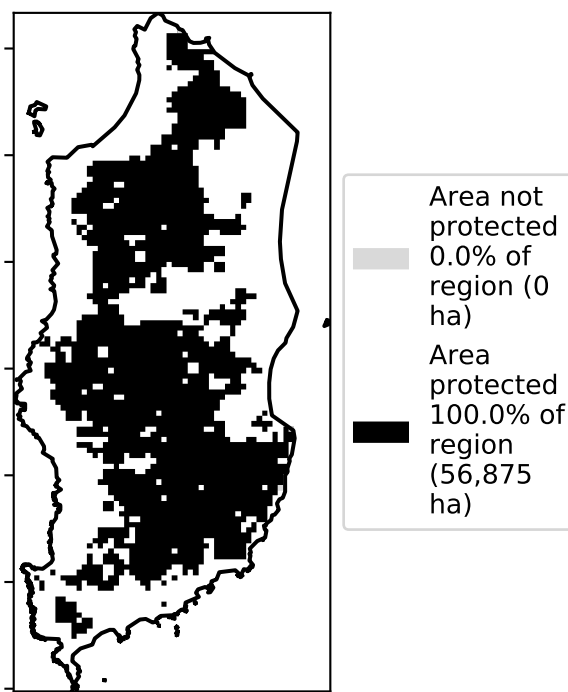 Area not
protected
0.0% of
region (0
ha)
Area
protected
100.0% of
region
(56,875
ha)